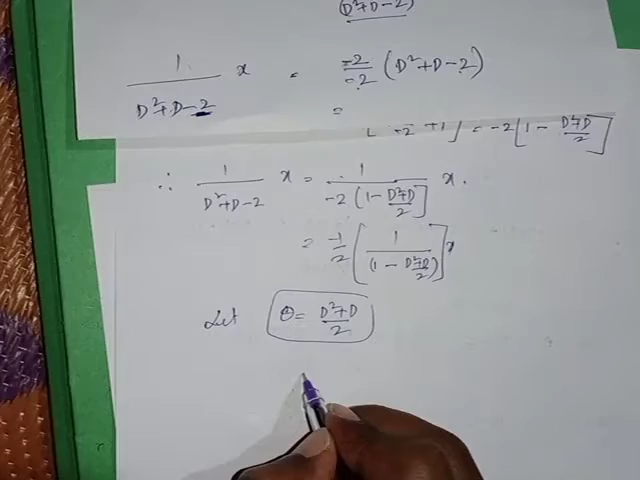 (D²+D-2)
1/(D²+D-2) x = -2/-2 (D²+D-2)
=
-2 +1] = -2[1 - (D²+D)/2]
∴ 1/(D²+D-2) x = 1/(-2(1-(D²+D)/2]) x.
= -1/2 [1/(1 - (D²+D)/2)] x
Let θ = (D²+D)/2